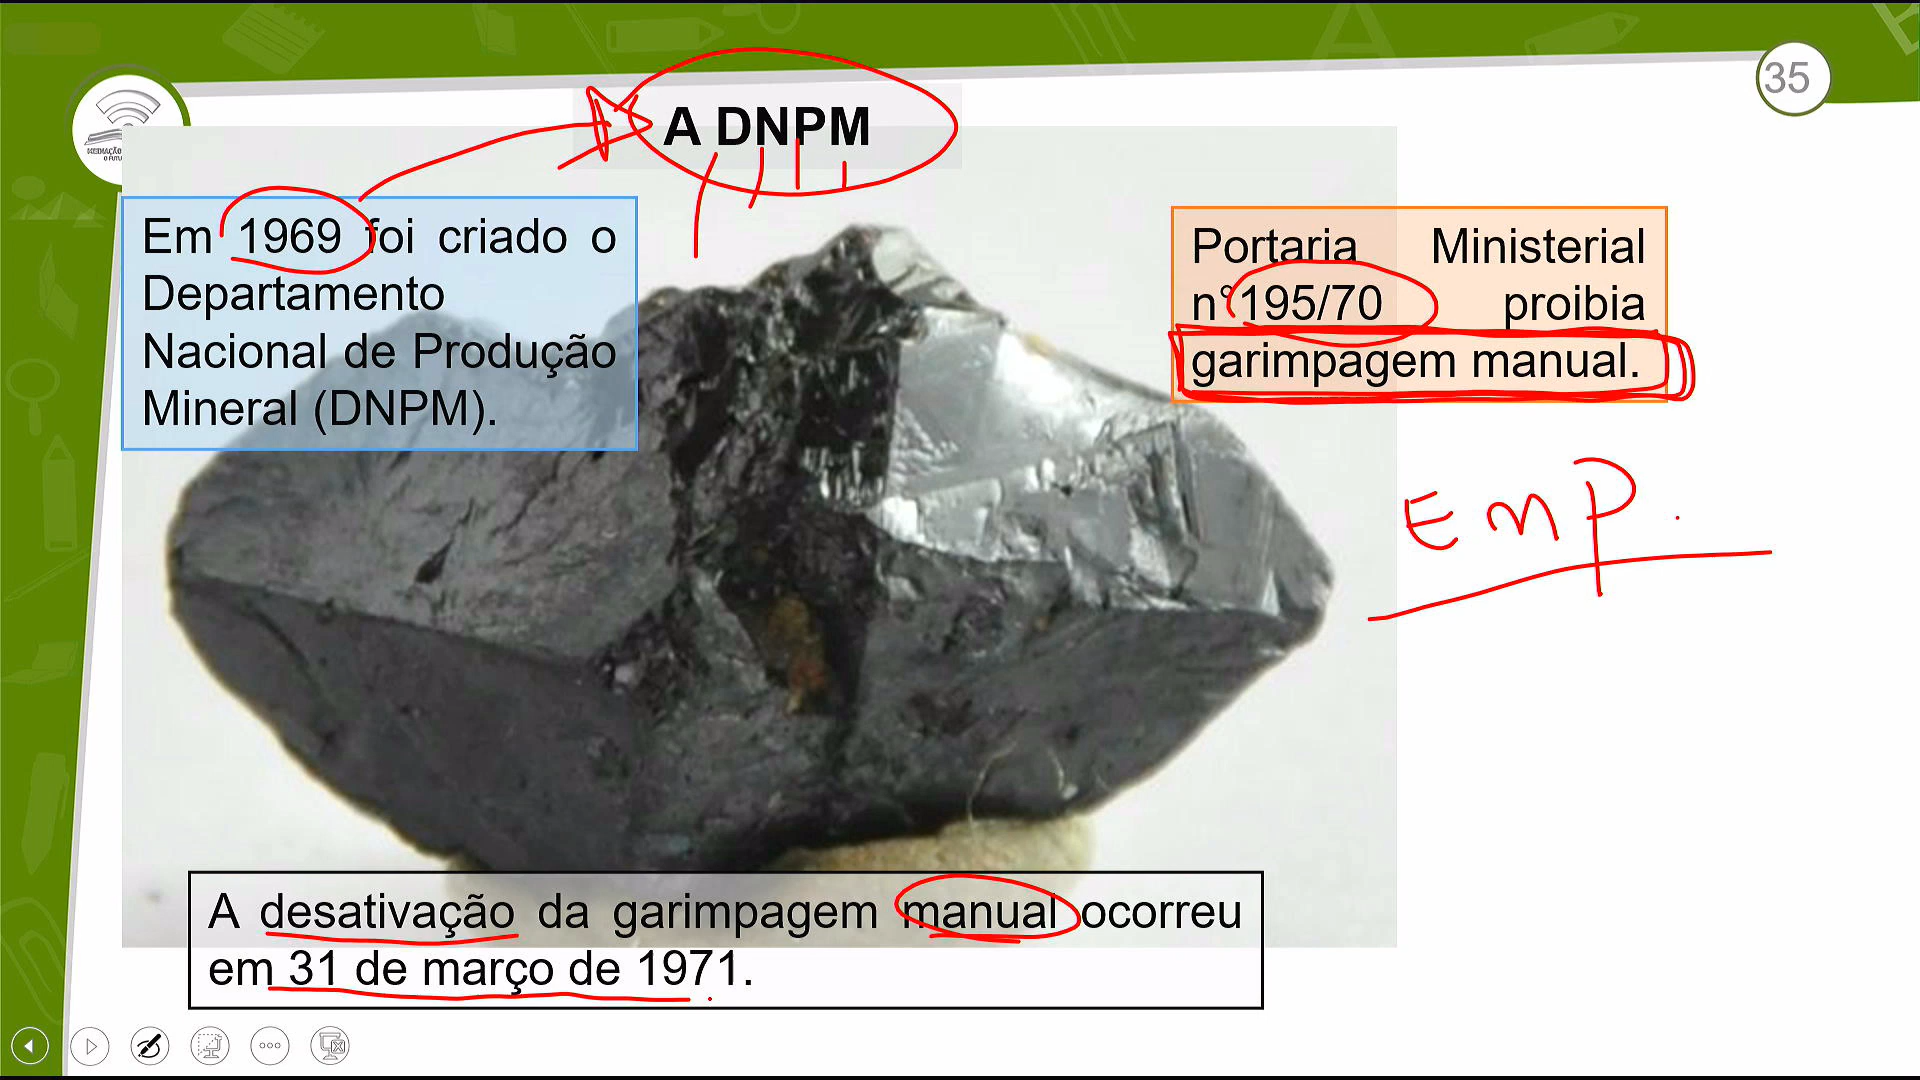 35
A DNPM
Em 1969 foi criado o
Departamento
Nacional de Produção
Mineral (DNPM).
Portaria Ministerial
n°195/70 proibia
garimpagem manual.
Emp.
A desativação da garimpagem manual ocorreu
em 31 de março de 1971.